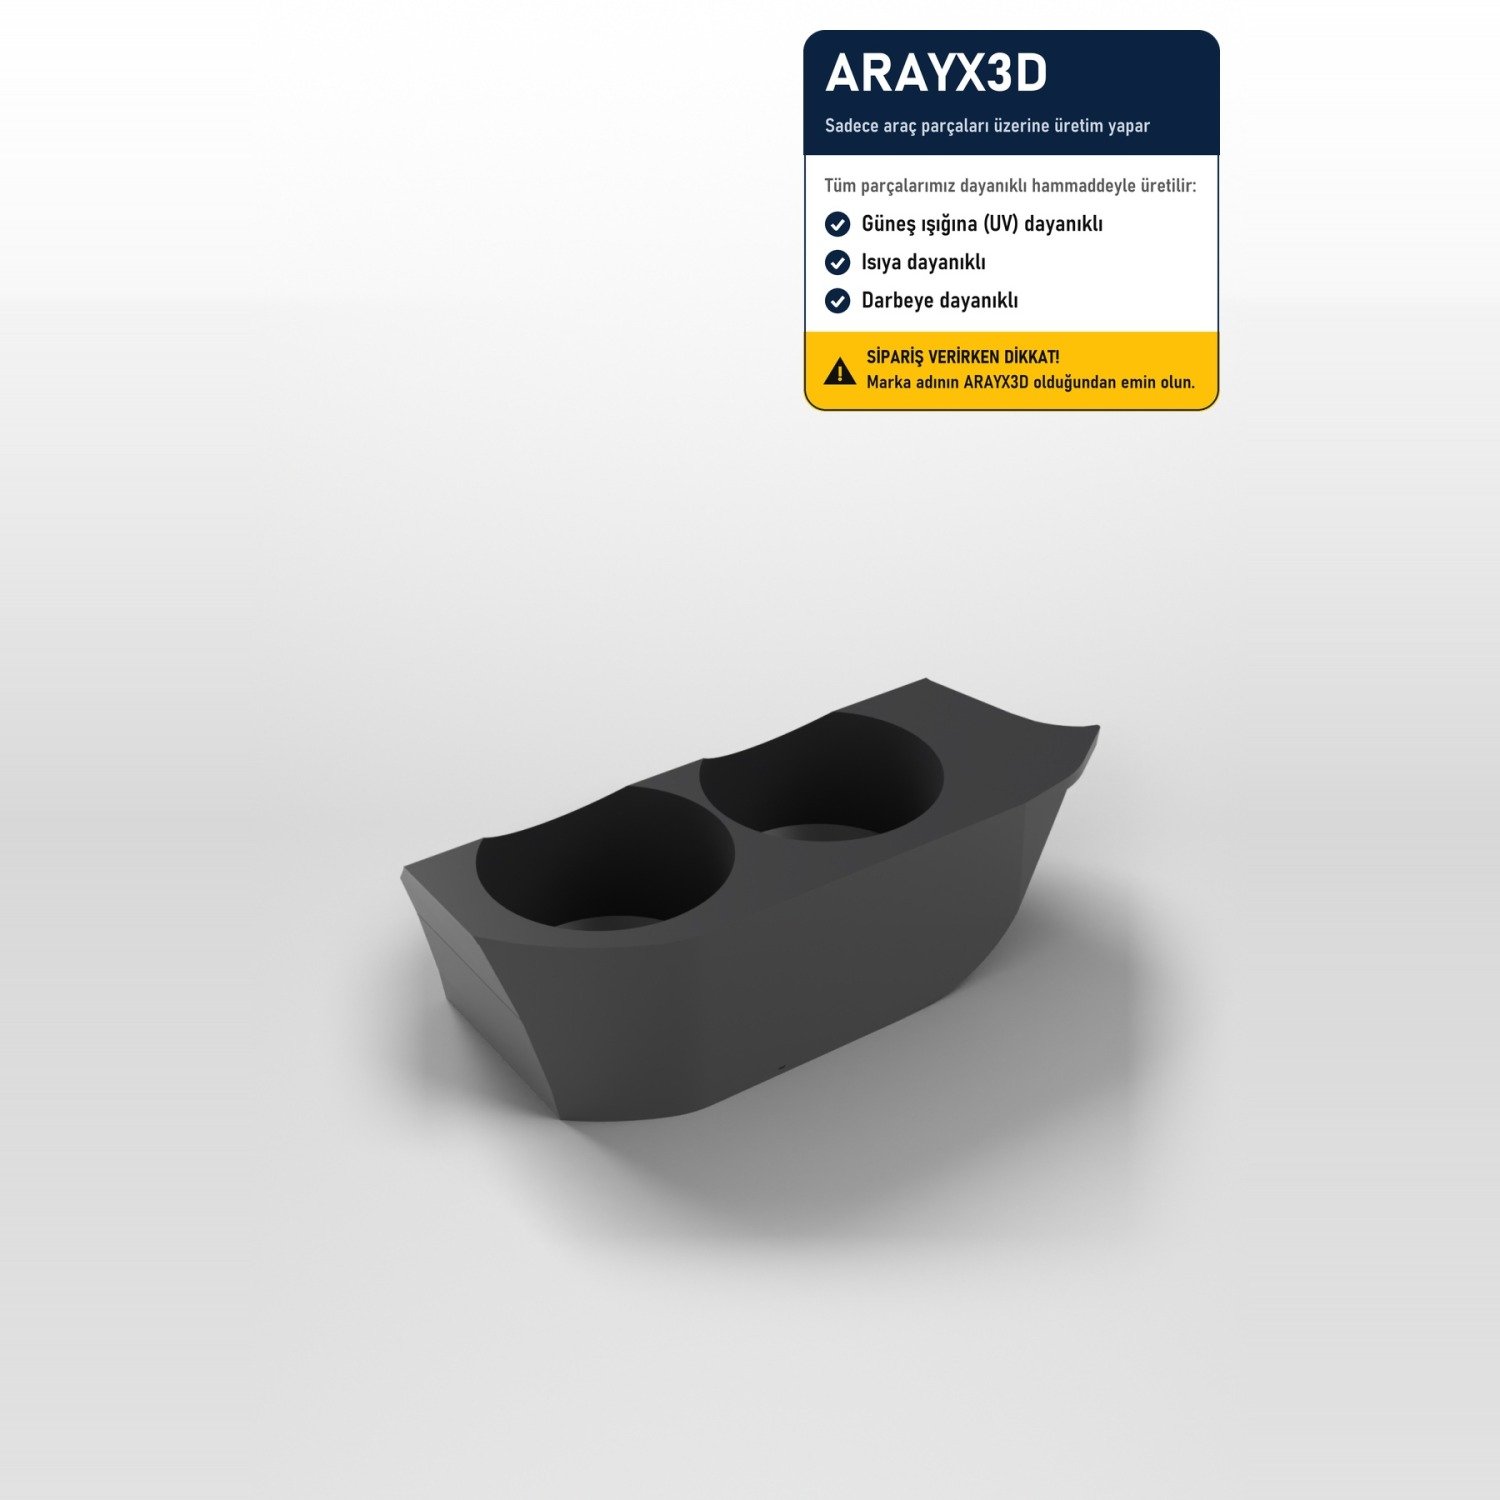 ARAYX3D
Sadece araç parçaları üzerine üretim yapar
Tüm parçalarımız dayanıklı hammaddeyle üretilir:
Güneş ışığına (UV) dayanıklı
Isıya dayanıklı
Darbeye dayanıklı
SİPARİŞ VERİRKEN DİKKAT!
Marka adının ARAYX3D olduğundan emin olun.